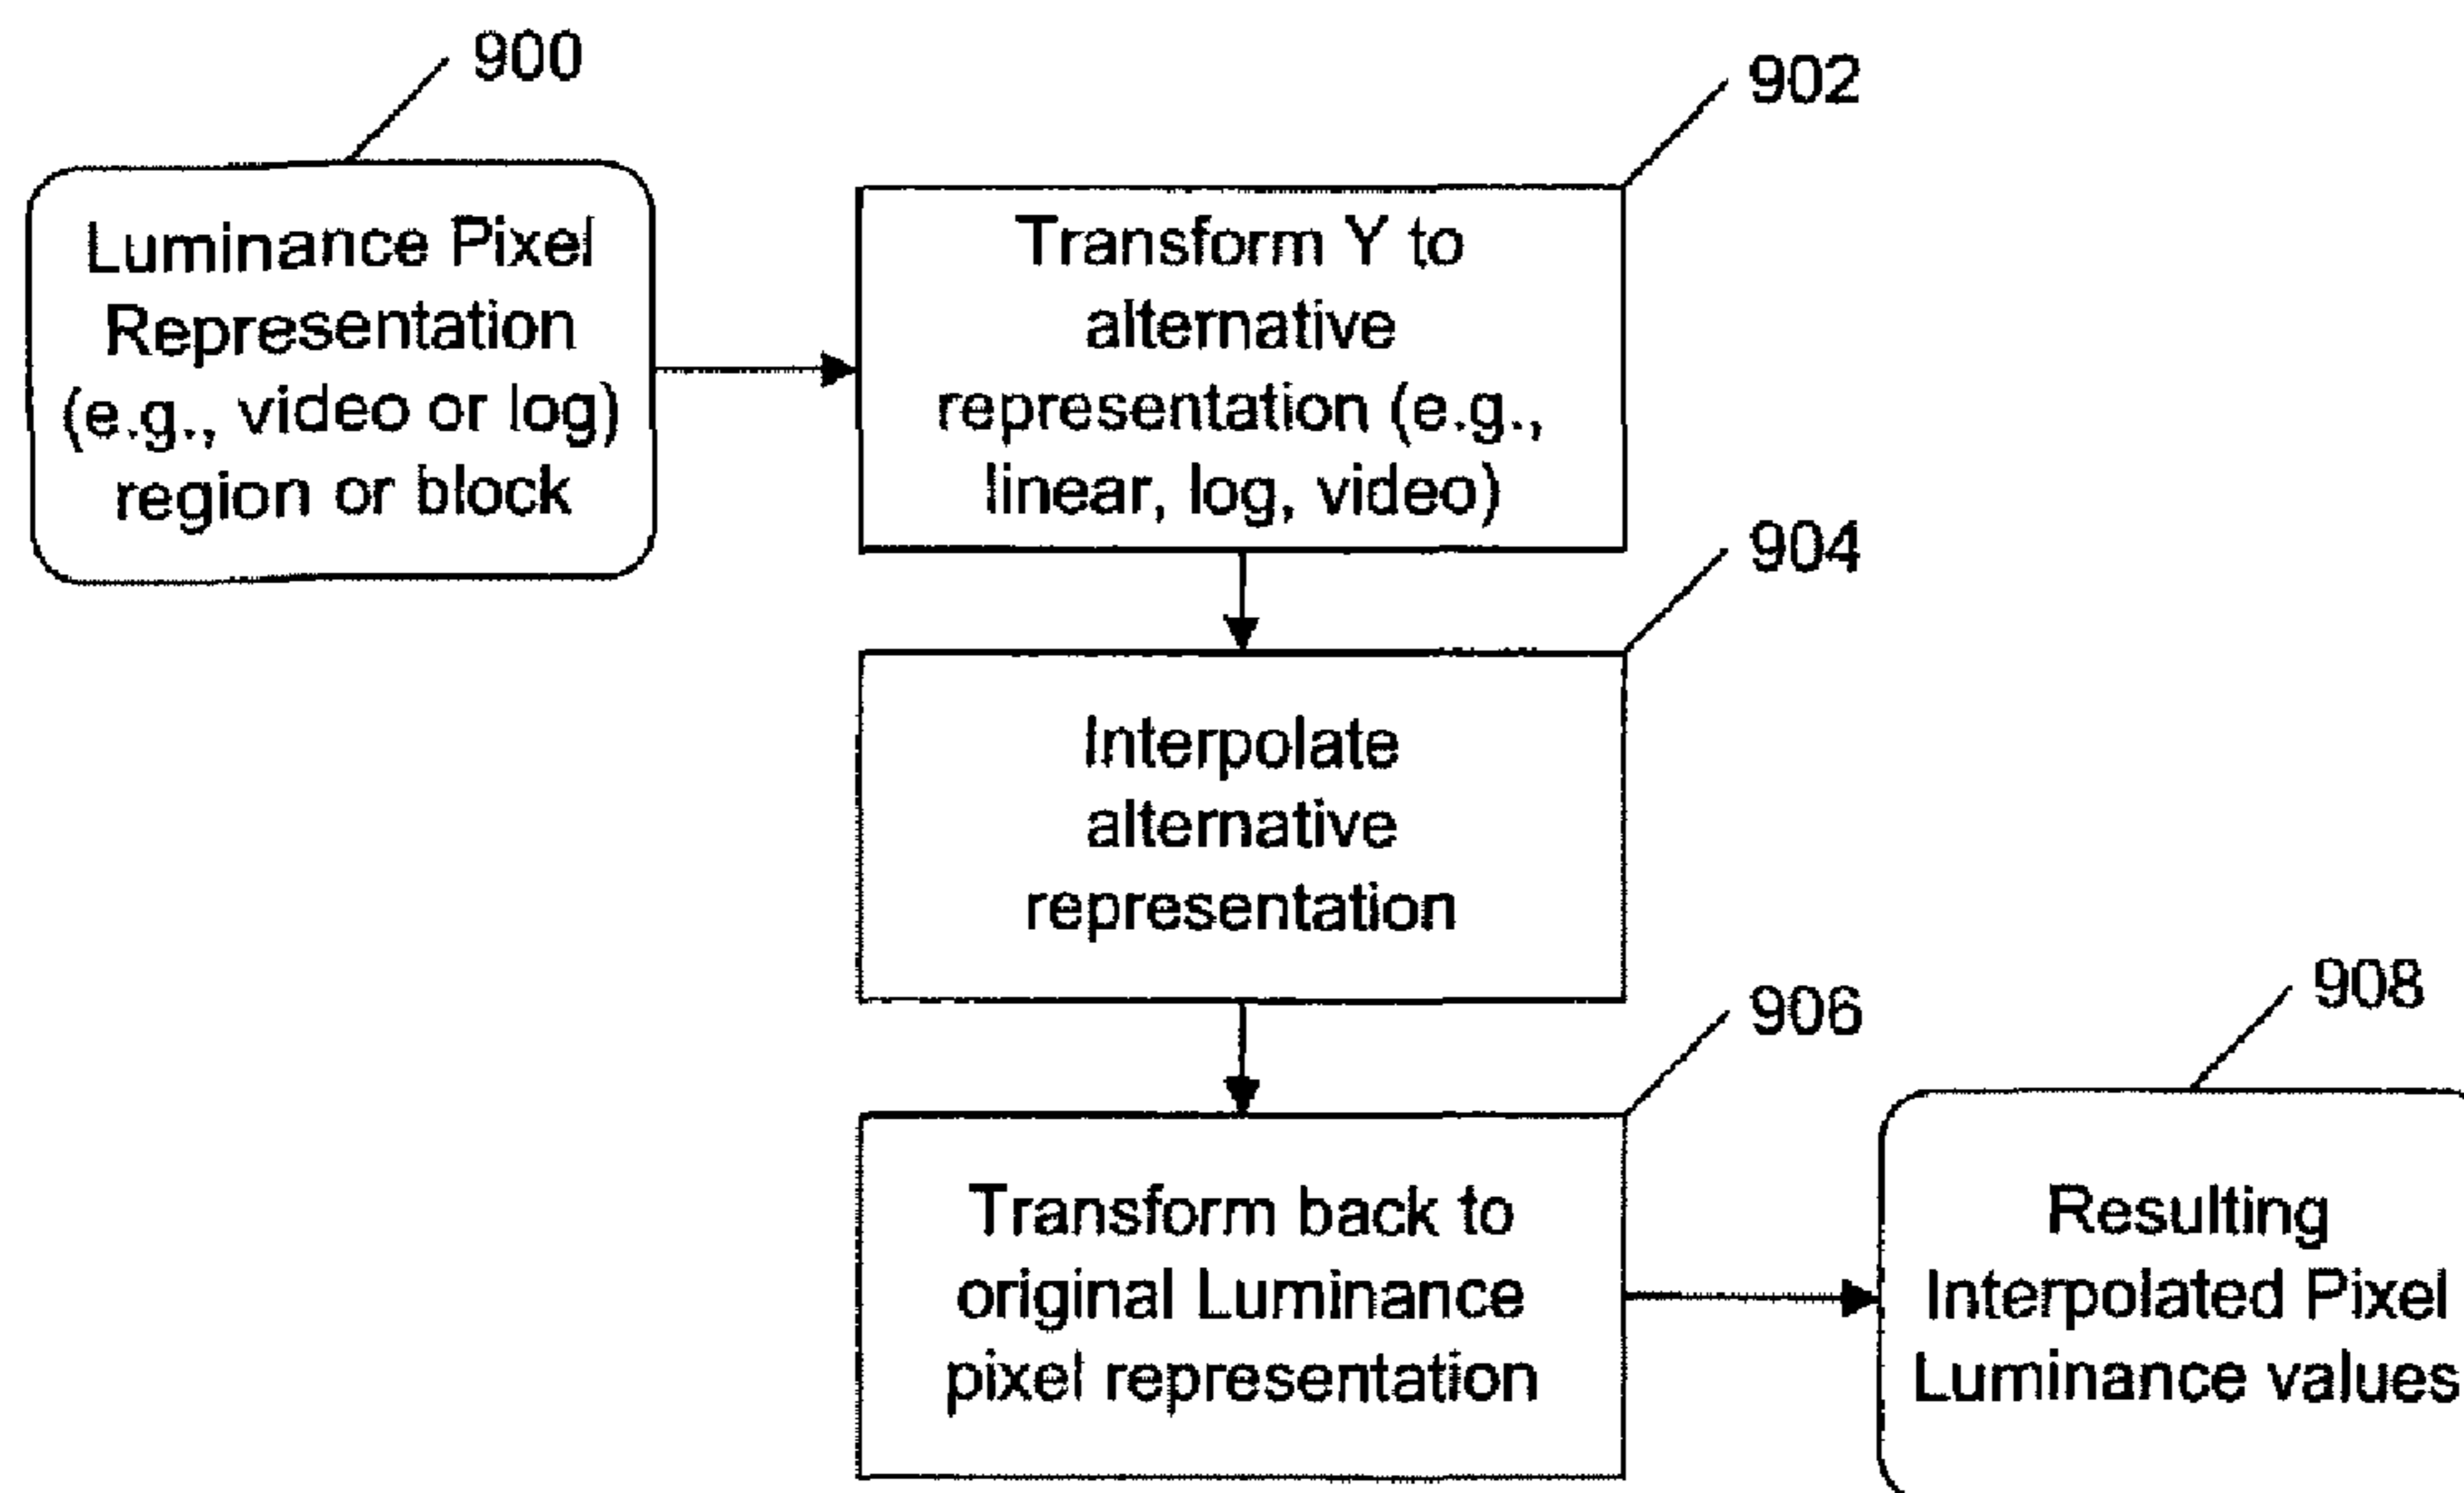 900
Luminance Pixel
Representation
(e.g., video or log)
region or block
902
Transform Y to
alternative
representation (e.g.,
linear, log, video)
904
Interpolate
alternative
representation
906
Transform back to
original Luminance
pixel representation
908
Resulting
Interpolated Pixel
Luminance values